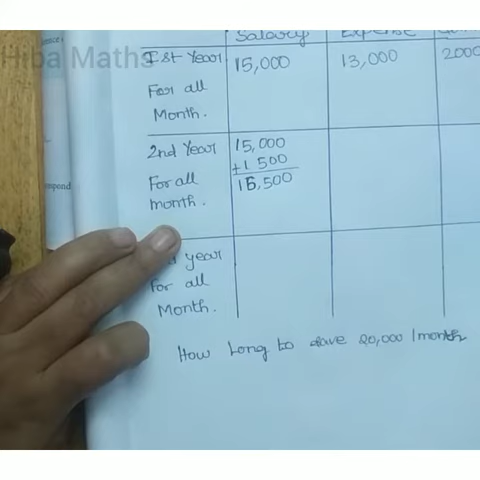 Hiba Maths
Salary Expense
Ist Year 15,000 13,000 2000
For all
Month.
2nd Year 15,000
+1 500
For all 16,500
month.
year
For all
Month.
How Long to save 20,000 /month